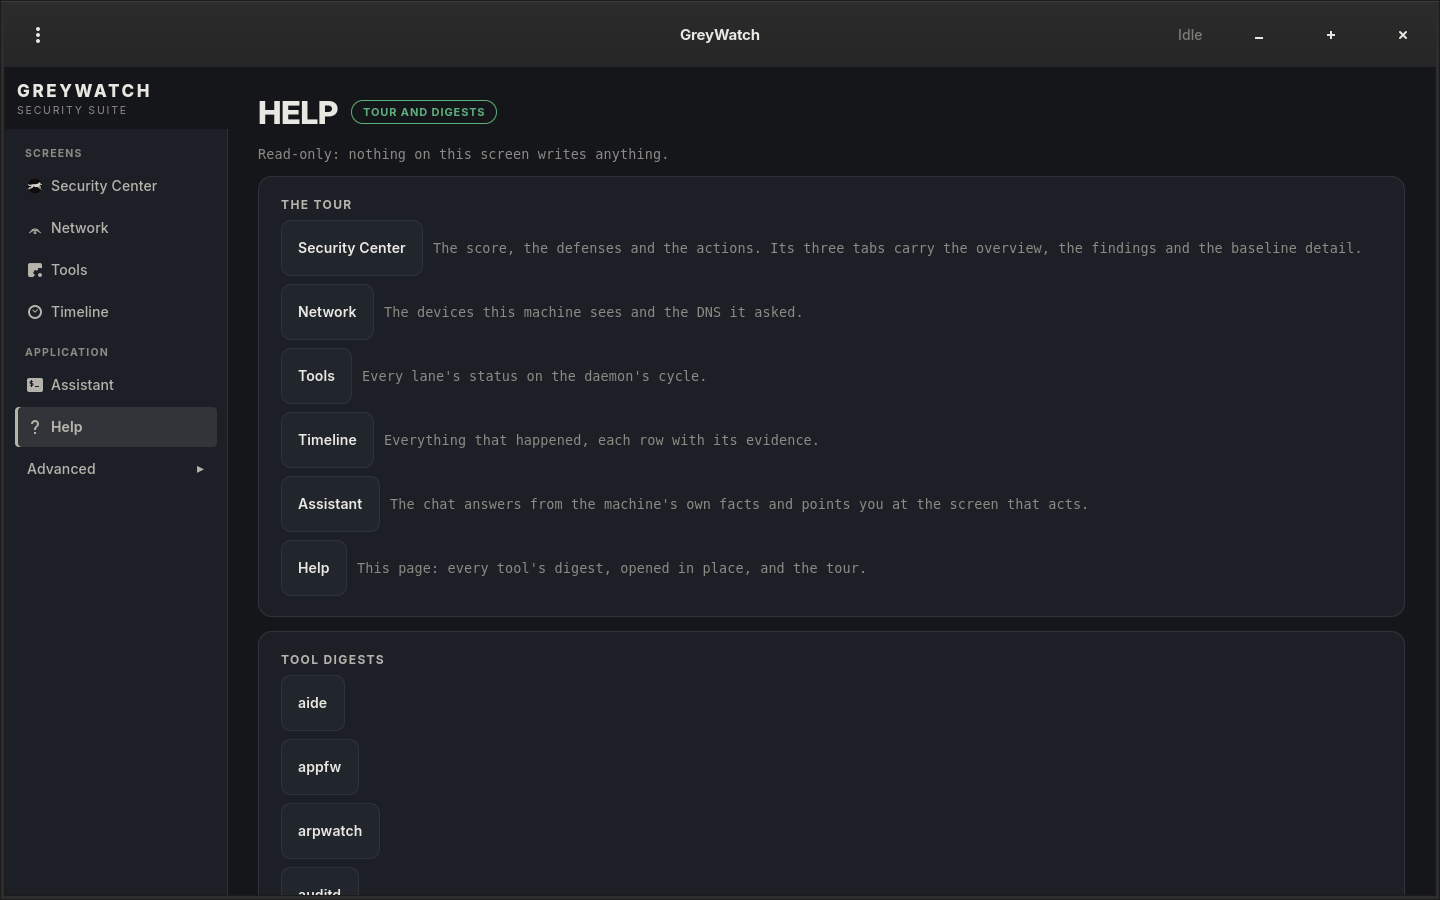 GreyWatch
Idle
GREYWATCH
SECURITY SUITE
SCREENS
Security Center
Network
Tools
Timeline
APPLICATION
Assistant
Help
Advanced
HELP
TOUR AND DIGESTS
Read-only: nothing on this screen writes anything.
THE TOUR
Security Center The score, the defenses and the actions. Its three tabs carry the overview, the findings and the baseline detail.
Network The devices this machine sees and the DNS it asked.
Tools Every lane's status on the daemon's cycle.
Timeline Everything that happened, each row with its evidence.
Assistant The chat answers from the machine's own facts and points you at the screen that acts.
Help This page: every tool's digest, opened in place, and the tour.
TOOL DIGESTS
aide
appfw
arpwatch
auditd